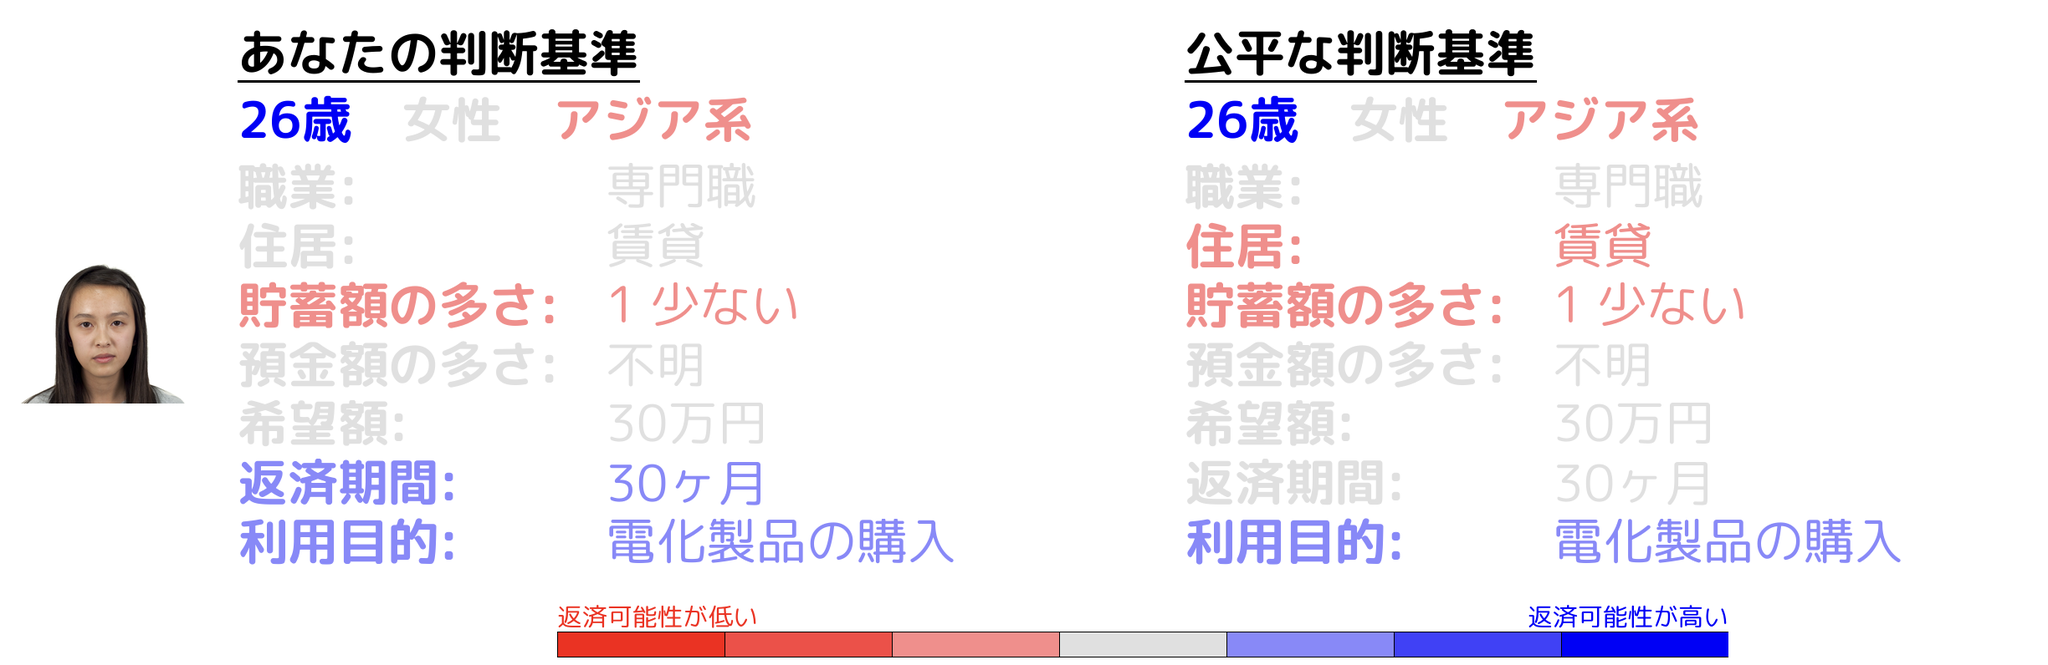 あなたの判断基準
26歳 女性 アジア系
職業: 専門職
住居: 賃貸
貯蓄額の多さ: 1 少ない
預金額の多さ: 不明
希望額: 30万円
返済期間: 30ヶ月
利用目的: 電化製品の購入
公平な判断基準
26歳 女性 アジア系
職業: 専門職
住居: 賃貸
貯蓄額の多さ: 1 少ない
預金額の多さ: 不明
希望額: 30万円
返済期間: 30ヶ月
利用目的: 電化製品の購入
返済可能性が低い
返済可能性が高い